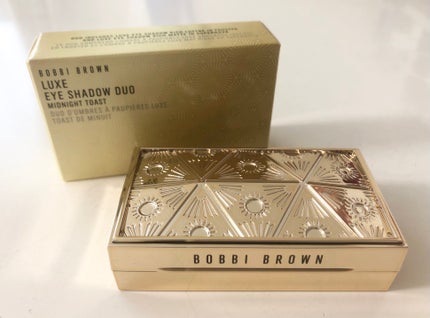 BOBBI BROWN
LUXE
EYE SHADOW DUO
MIDNIGHT TOAST
DUO D'OMBRES À PAUPIÈRES LUXE
TOAST DE MINUIT
BOBBI BROWN